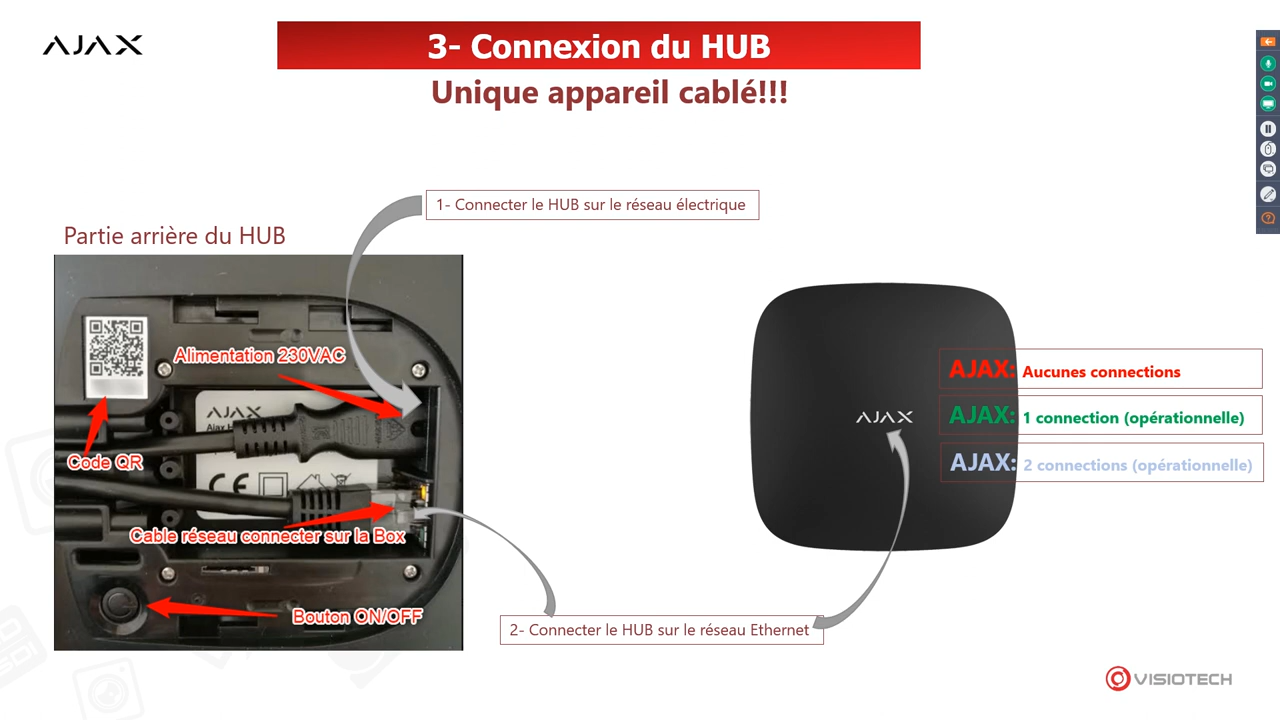 AJAX
3- Connexion du HUB
Unique appareil cablé!!!
1- Connecter le HUB sur le réseau électrique
Partie arrière du HUB
Alimentation 230VAC
AJAX
Ajax
Code QR
CE
Cable réseau connecter sur la Box
Bouton ON/OFF
AJAX
AJAX: Aucunes connections
AJAX: 1 connection (opérationnelle)
AJAX: 2 connections (opérationnelle)
2- Connecter le HUB sur le réseau Ethernet
VISIOTECH